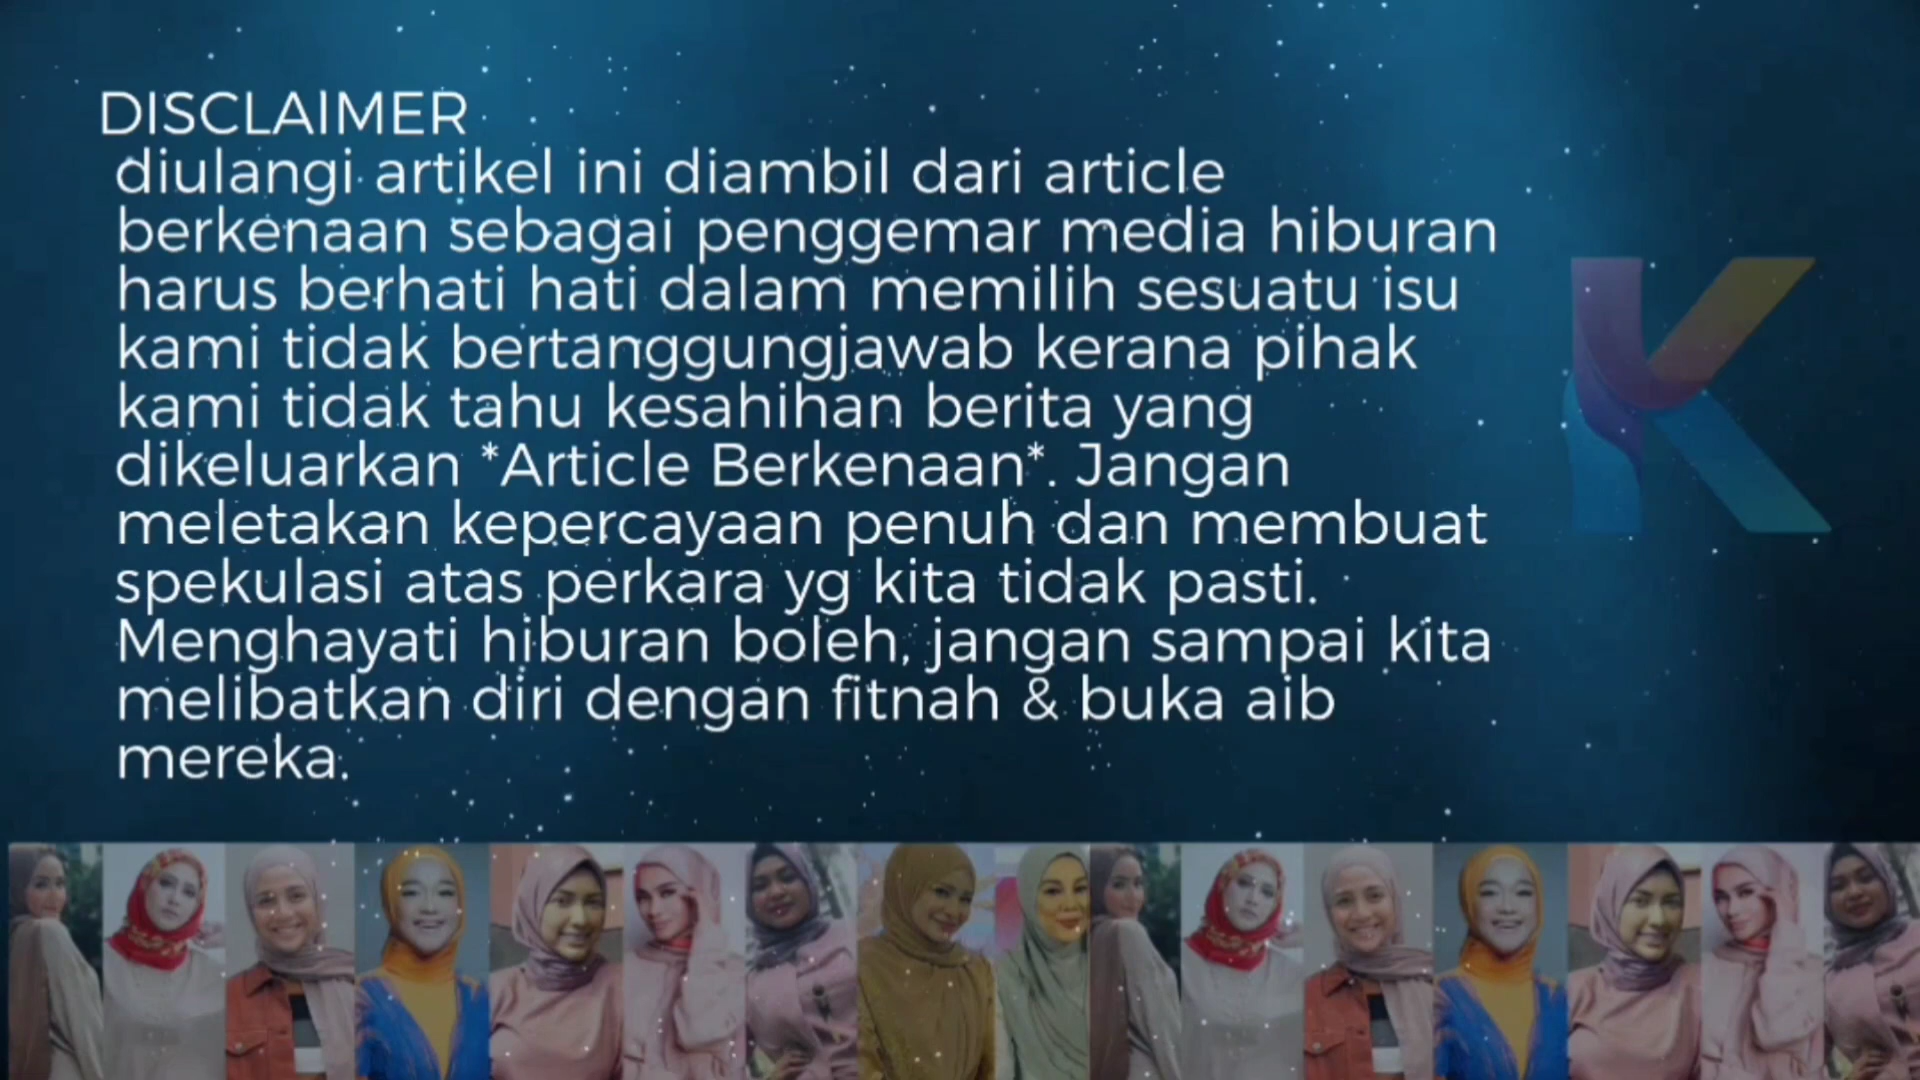 DISCLAIMER
diulangi artikel ini diambil dari article
berkenaan sebagai penggemar media hiburan
harus berhati hati dalam memilih sesuatu isu
kami tidak bertanggungjawab kerana pihak
kami tidak tahu kesahihan berita yang
dikeluarkan *Article Berkenaan*. Jangan
meletakan kepercayaan penuh dan membuat
spekulasi atas perkara yg kita tidak pasti.
Menghayati hiburan boleh, jangan sampai kita
melibatkan diri dengan fitnah & buka aib
mereka.
K